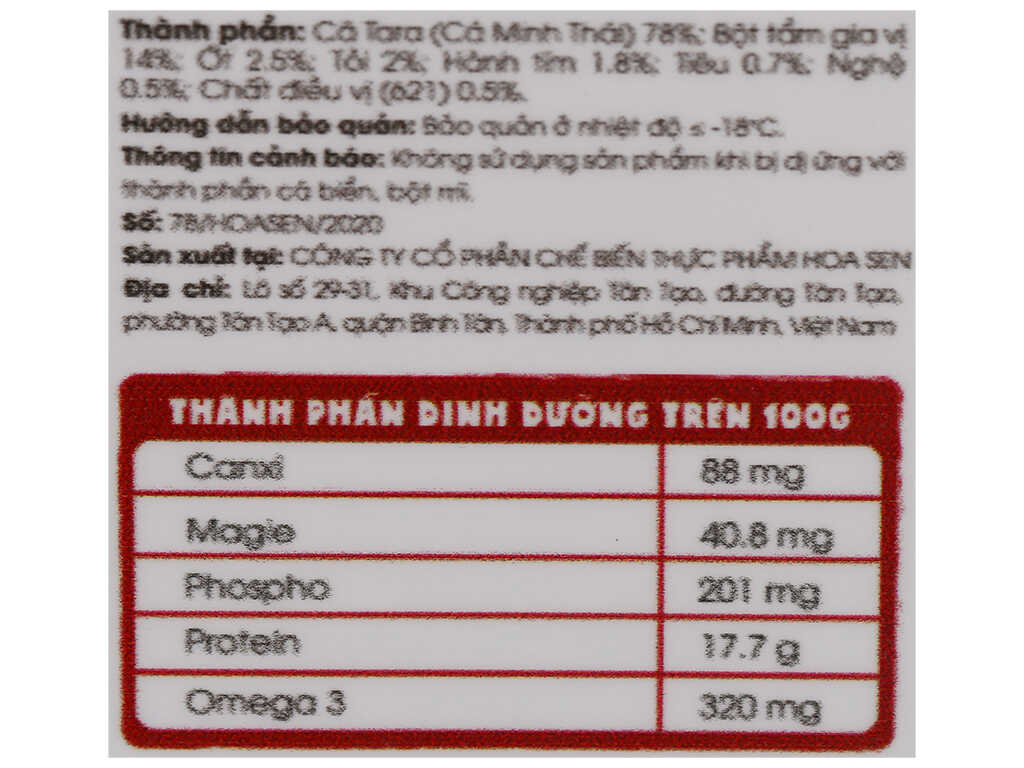 Thành phần: Cá Tara (Cá Minh Thái) 78%; Bột tẩm gia vị
14%; Ớt 2.5%; Tỏi 2%; Hành tím 1.8%; Tiêu 0.7%; Nghệ
0.5%; Chất điều vị (621) 0.5%.
Hướng dẫn bảo quản: Bảo quản ở nhiệt độ ≤ -18°C.
Thông tin cảnh báo: Không sử dụng sản phẩm khi bị dị ứng với
thành phần cá biển, bột mì.
Số: 78/HOASEN/2020
Sản xuất tại: CÔNG TY CỔ PHẦN CHẾ BIẾN THỰC PHẨM HOA SEN
Địa chỉ: Lô số 29-31, Khu Công nghiệp Tân Tạo, đường Tân Tạo,
phường Tân Tạo A, quận Bình Tân, Thành phố Hồ Chí Minh, Việt Nam
THÀNH PHẦN DINH DƯỠNG TRÊN 100G
Canxi 88 mg
Magie 40.8 mg
Phospho 201 mg
Protein 17.7 g
Omega 3 320 mg